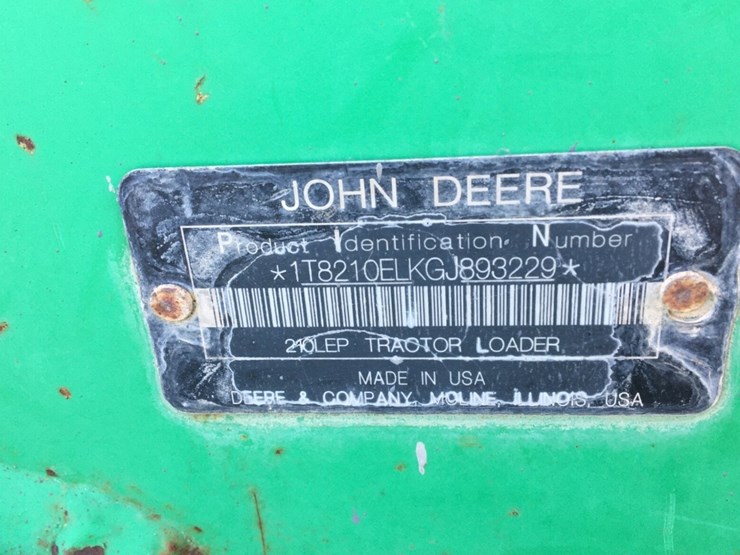 JOHN DEERE
Product Identification Number
*1T8210ELKGJ893229*
210LEP TRACTOR LOADER
MADE IN USA
DEERE & COMPANY MOLINE, ILLINOIS, USA